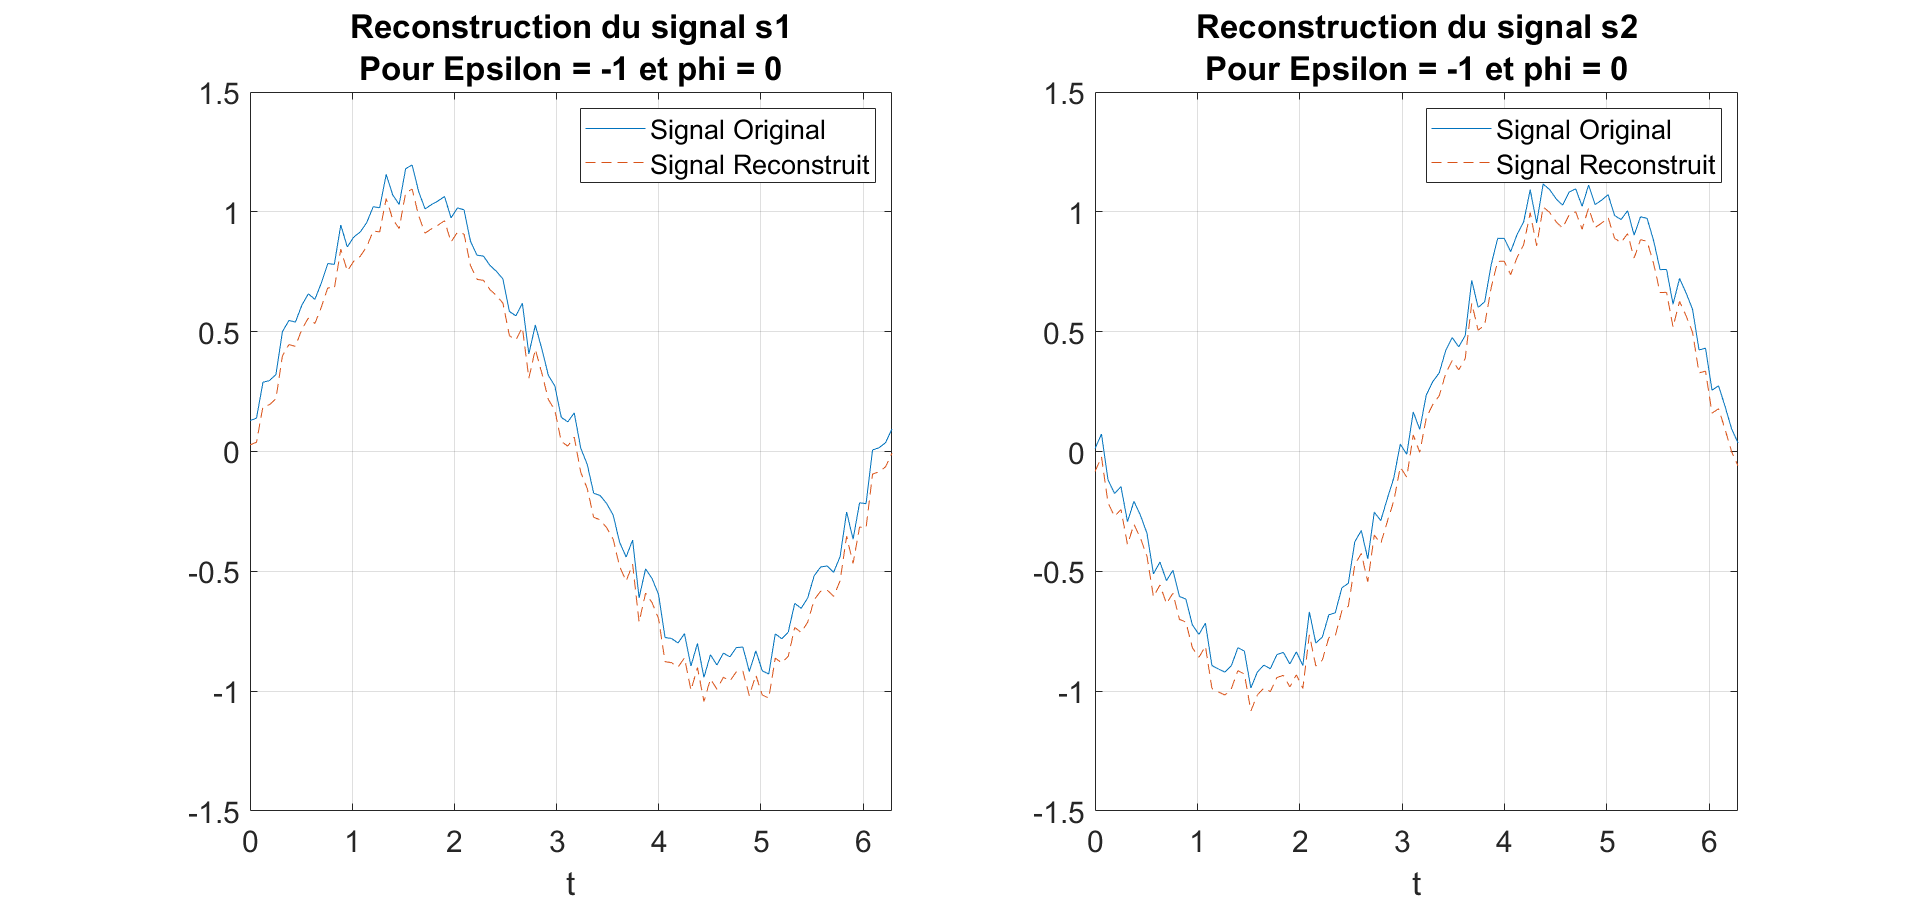 Reconstruction du signal s1
Pour Epsilon = -1 et phi = 0
1.5
1
0.5
0
-0.5
-1
-1.5
0 1 2 3 4 5 6
t
Signal Original
Signal Reconstruit
Reconstruction du signal s2
Pour Epsilon = -1 et phi = 0
1.5
1
0.5
0
-0.5
-1
-1.5
0 1 2 3 4 5 6
t
Signal Original
Signal Reconstruit